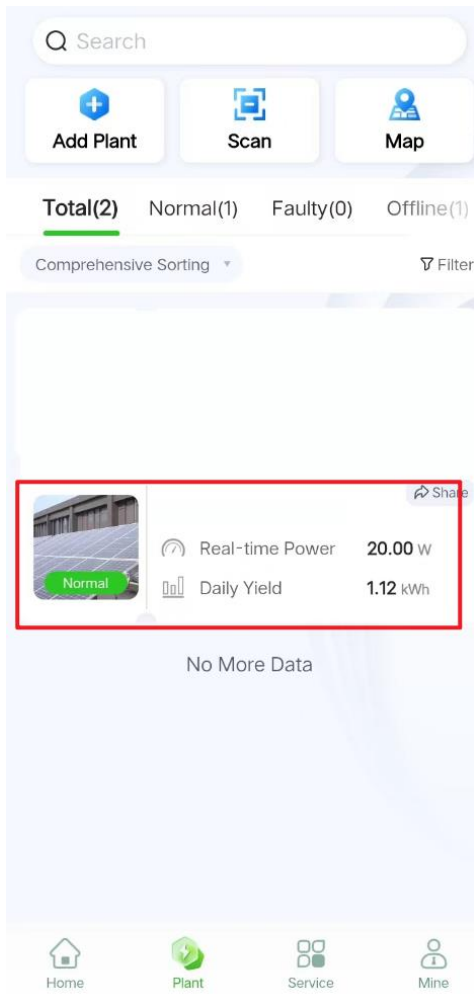 Search
Add Plant Scan Map
Total(2) Normal(1) Faulty(0) Offline(1)
Comprehensive Sorting Filter
Share
Real-time Power 20.00 W
Normal
Daily Yield 1.12 kWh
No More Data
Home Plant Service Mine